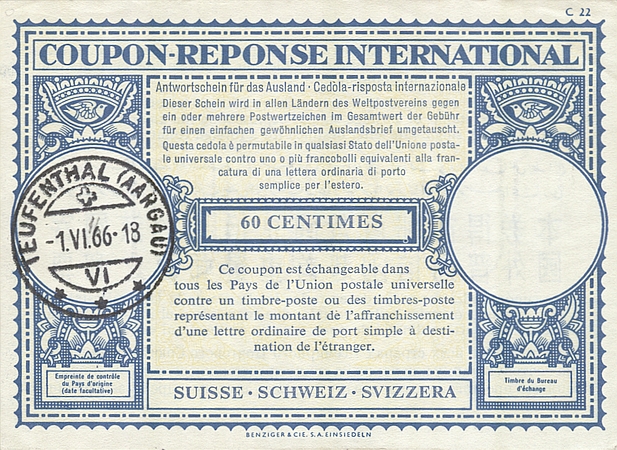 C 22
COUPON-REPONSE INTERNATIONAL
Antwortschein für das Ausland · Cedòla-risposta internazionale
Dieser Schein wird in allen Ländern des Weltpostvereins gegen
ein oder mehrere Postwertzeichen im Gesamtwert der Gebühr
für einen einfachen gewöhnlichen Auslandsbrief umgetauscht.
Questa cedola è permutabile in qualsiasi Stato dell'Unione posta-
le universale contro uno o più francobolli equivalenti alla fran-
catura di una lettera ordinaria di porto
semplice per l'estero.
TEUFENTHAL (AARGAU)
-1.VI.66-18
VI
60 CENTIMES
Ce coupon est échangeable dans
tous les Pays de l'Union postale universelle
contre un timbre-poste ou des timbres-poste
représentant le montant de l'affranchissement
d'une lettre ordinaire de port simple à desti-
nation de l'étranger.
Empreinte de contrôle
du Pays d'origine
(date facultative)
SUISSE · SCHWEIZ · SVIZZERA
Timbre du Bureau
d'échange
BENZIGER & CIE. S.A. EINSIEDELN